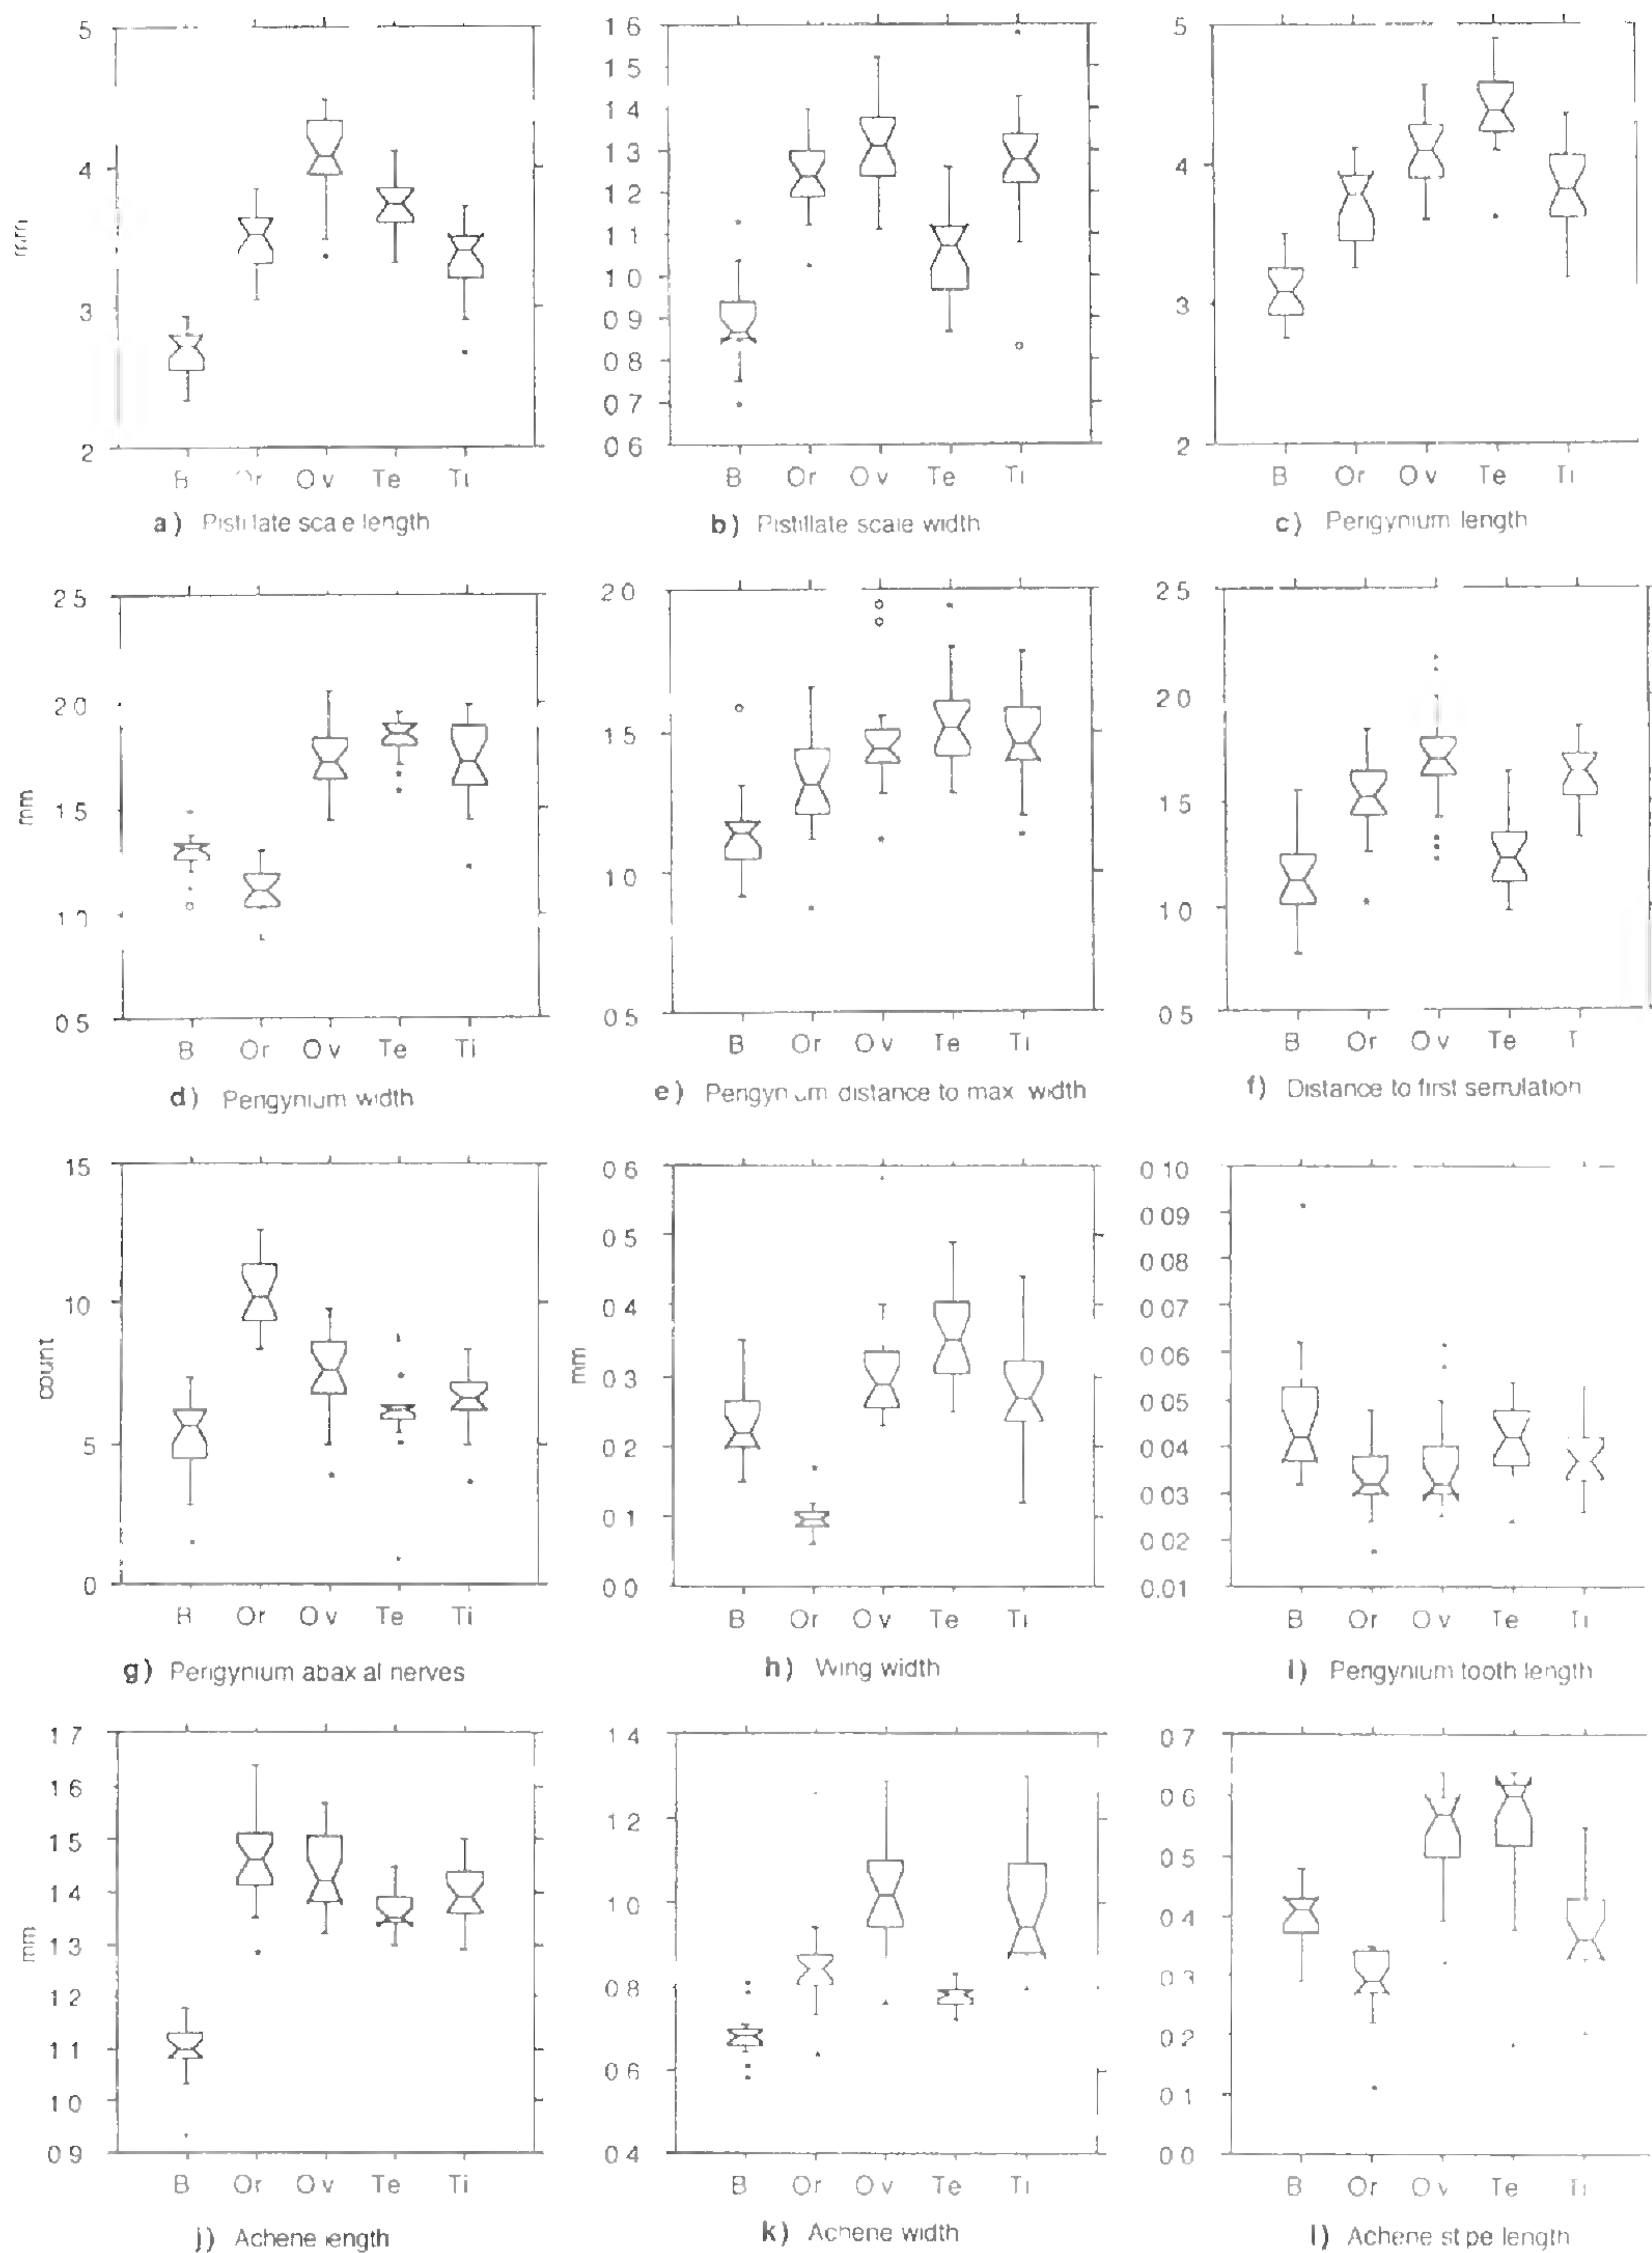 5
4
3
2
mm
B Or Ov Te Ti
a) Pistillate scale length
1 6
1 5
1 4
1 3
1 2
1 1
1 0
0 9
0 8
0 7
0 6
B Or Ov Te Ti
b) Pistillate scale width
5
4
3
2
B Or Ov Te Ti
c) Perigynium length
2 5
2 0
1 5
1 0
0 5
mm
B Or Ov Te Ti
d) Perigynium width
2 0
1 5
1 0
0 5
B Or Ov Te Ti
e) Perigynium distance to max width
2 5
2 0
1 5
1 0
0 5
B Or Ov Te T
f) Distance to first serrulation
15
10
5
0
count
B Or Ov Te Ti
g) Perigynium abaxial nerves
0 6
0 5
0 4
0 3
0 2
0 1
0 0
mm
B Or Ov Te Ti
h) Wing width
0 10
0 09
0 08
0 07
0 06
0 05
0 04
0 03
0 02
0.01
B Or Ov Te Ti
i) Perigynium tooth length
1 7
1 6
1 5
1 4
1 3
1 2
1 1
1 0
0 9
mm
B Or Ov Te Ti
j) Achene length
1 4
1 2
1 0
0 8
0 6
0 4
B Or Ov Te Ti
k) Achene width
0 7
0 6
0 5
0 4
0 3
0 2
0 1
0 0
B Or Ov Te Ti
l) Achene stipe length